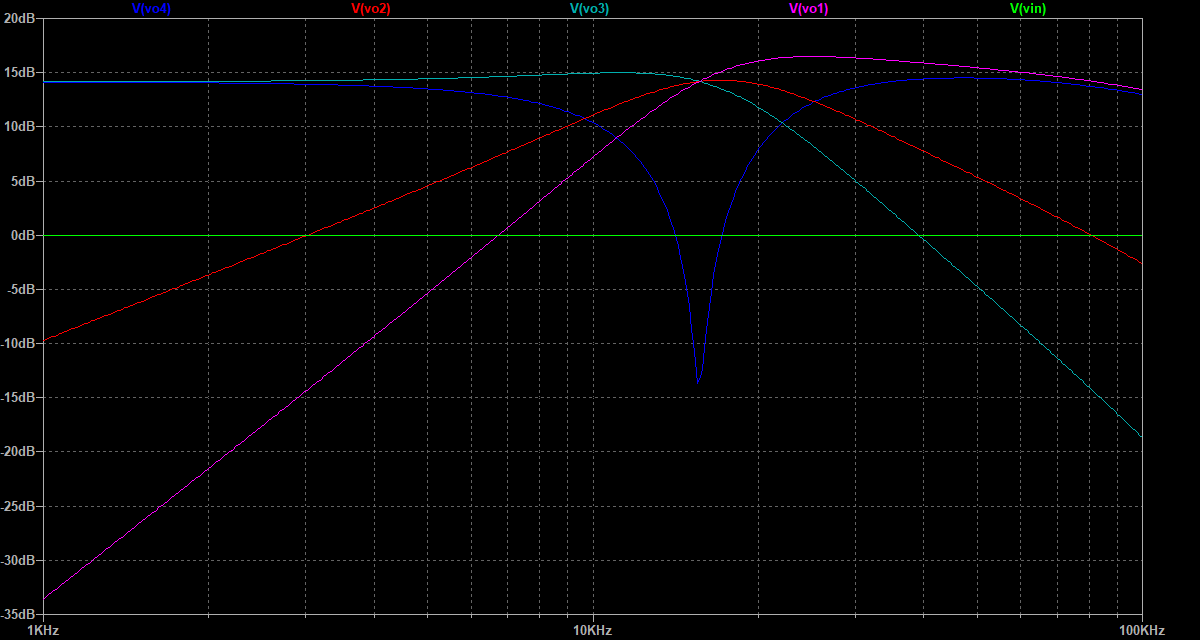 V(vo4) V(vo2) V(vo3) V(vo1) V(vin)
20dB
15dB
10dB
5dB
0dB
-5dB
-10dB
-15dB
-20dB
-25dB
-30dB
-35dB
1KHz 10KHz 100KHz